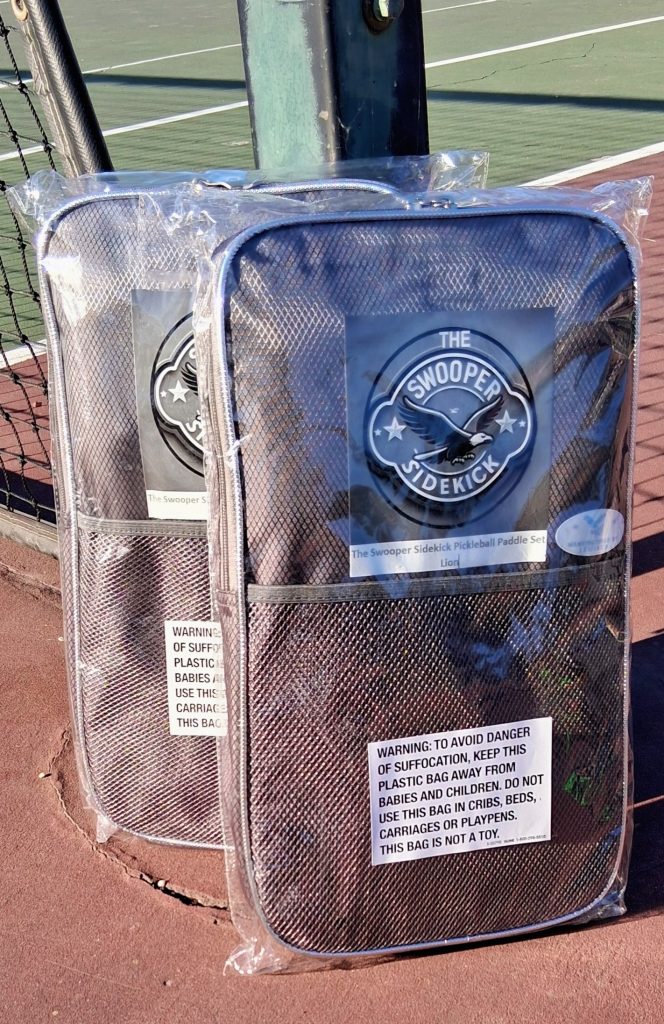 THE
SWOOPER
SIDEKICK
The Swooper Sidekick Pickleball Paddle Set
Lion
WARNING: TO AVOID DANGER
OF SUFFOCATION, KEEP THIS
PLASTIC BAG AWAY FROM
BABIES AND CHILDREN. DO NOT
USE THIS BAG IN CRIBS, BEDS,
CARRIAGES OR PLAYPENS.
THIS BAG IS NOT A TOY.
The Swooper S
WARNING
OF SUFFO
PLASTIC
BABIES A
USE THIS
CARRIAGE
THIS BAG